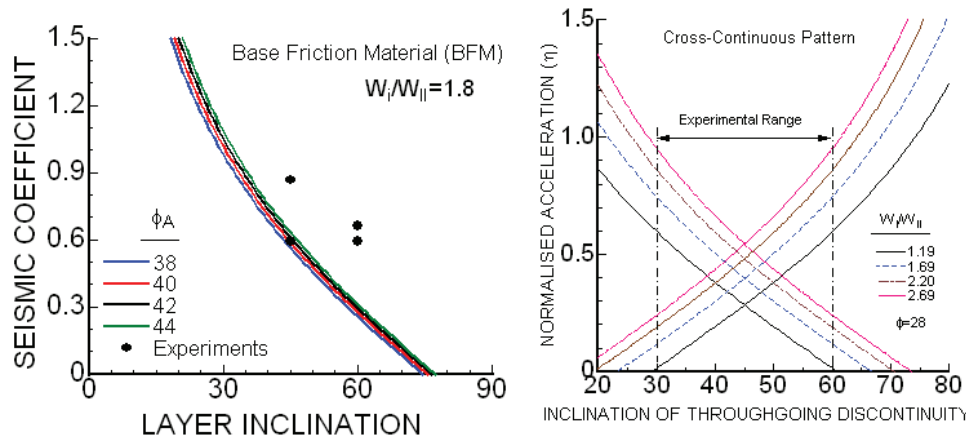 Base Friction Material (BFM)
Wi/WII=1.8
SEISMIC COEFFICIENT
1.5
1.2
0.9
0.6
0.3
0
ϕA
38
40
42
44
Experiments
0
30
60
90
LAYER INCLINATION
Cross-Continuous Pattern
NORMALISED ACCELERATION (η)
1.5
1.0
0.5
0
Experimental Range
WI/WII
1.19
1.69
2.20
2.69
ϕ=28
20
30
40
50
60
70
80
INCLINATION OF THROUGHGOING DISCONTINUITY